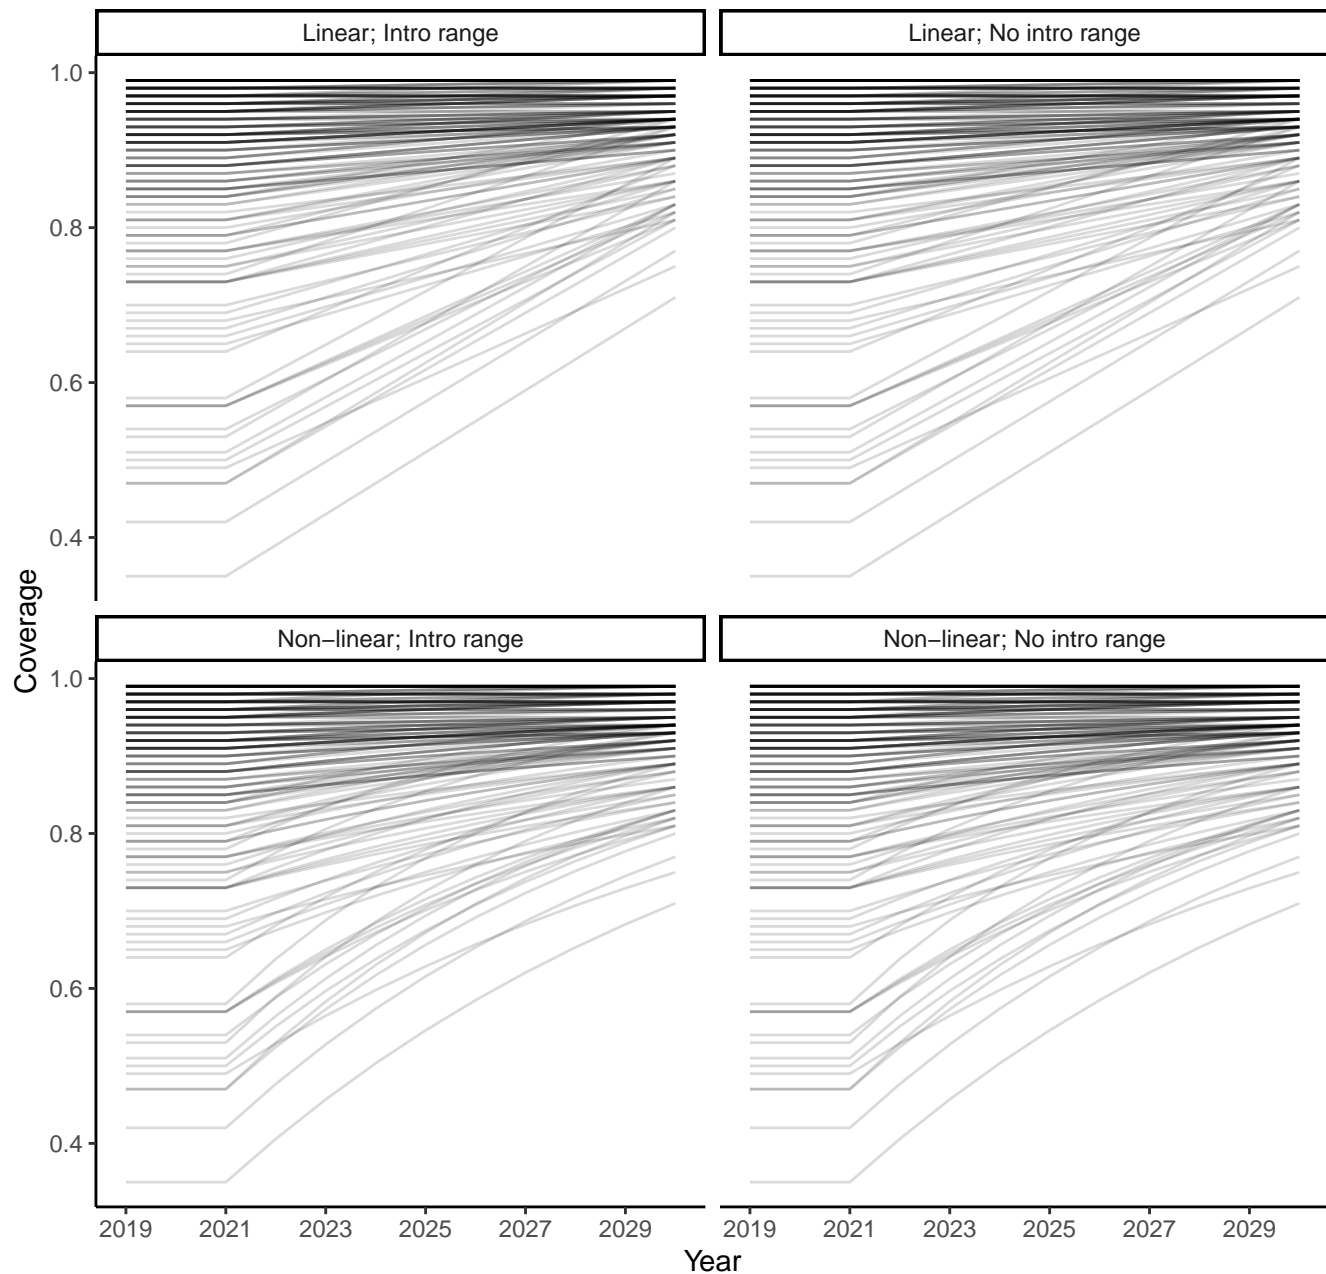 Linear; Intro range
Linear; No intro range
1.0
0.8
0.6
0.4
Coverage
Non−linear; Intro range
Non−linear; No intro range
1.0
0.8
0.6
0.4
2019 2021 2023 2025 2027 2029
2019 2021 2023 2025 2027 2029
Year